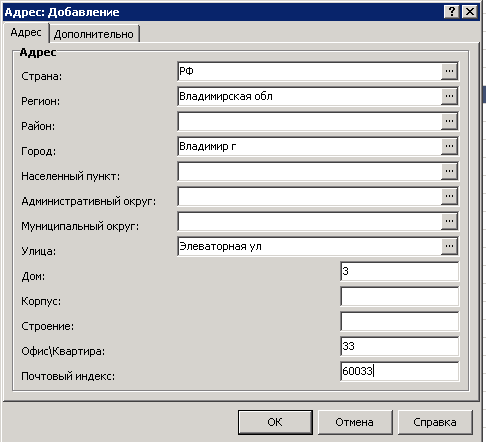 Адрес: Добавление
Адрес Дополнительно
Адрес
Страна: РФ ...
Регион: Владимирская обл ...
Район: ...
Город: Владимир г ...
Населенный пункт: ...
Административный округ: ...
Муниципальный округ: ...
Улица: Элеваторная ул ...
Дом: 3
Корпус:
Строение:
Офис\Квартира: 33
Почтовый индекс: 60033
ОК Отмена Справка